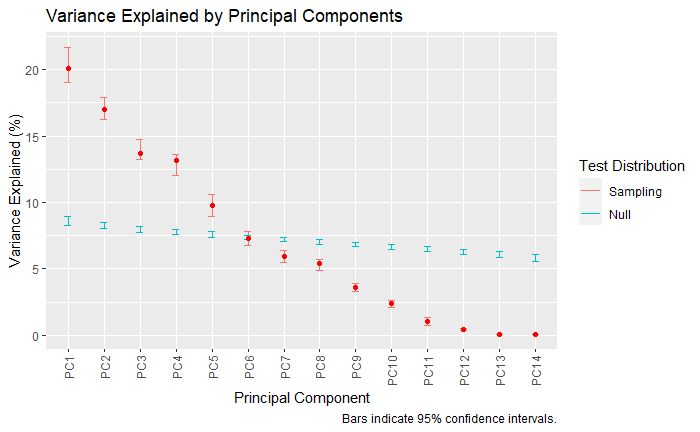 Variance Explained by Principal Components
Variance Explained (%)
20
15
10
5
0
PC1
PC2
PC3
PC4
PC5
PC6
PC7
PC8
PC9
PC10
PC11
PC12
PC13
PC14
Principal Component
Bars indicate 95% confidence intervals.
Test Distribution
Sampling
Null